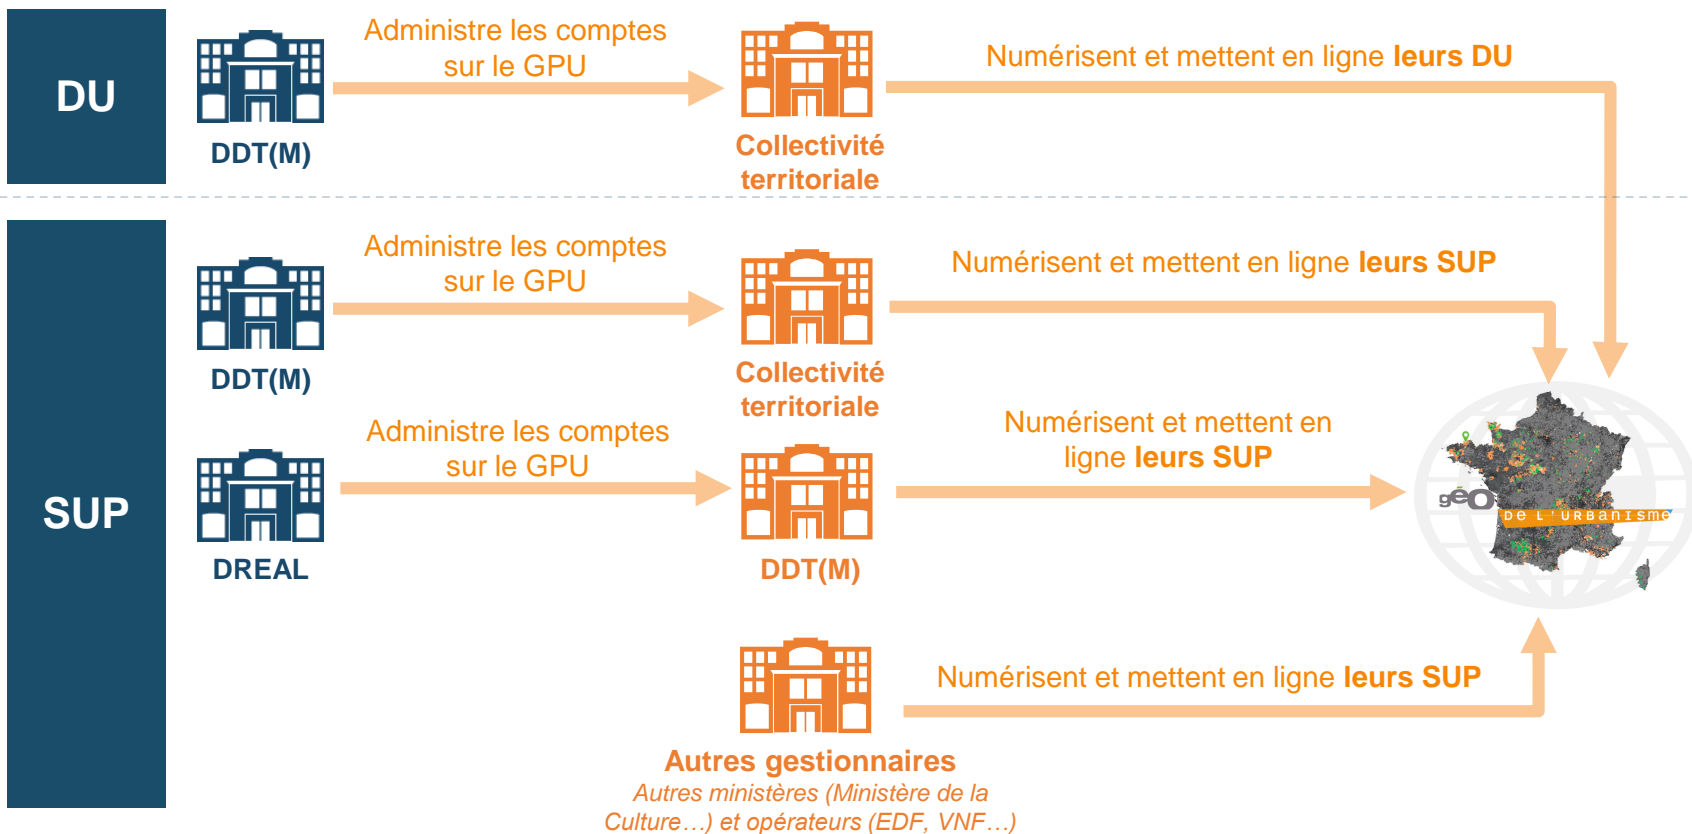 DU
DDT(M)
Administre les comptes
sur le GPU
Collectivité
territoriale
Numérisent et mettent en ligne leurs DU
SUP
DDT(M)
Administre les comptes
sur le GPU
Collectivité
territoriale
Numérisent et mettent en ligne leurs SUP
DREAL
Administre les comptes
sur le GPU
DDT(M)
Numérisent et mettent en
ligne leurs SUP
géO
De L'URBanIsme
Autres gestionnaires
Autres ministères (Ministère de la
Culture…) et opérateurs (EDF, VNF…)
Numérisent et mettent en ligne leurs SUP